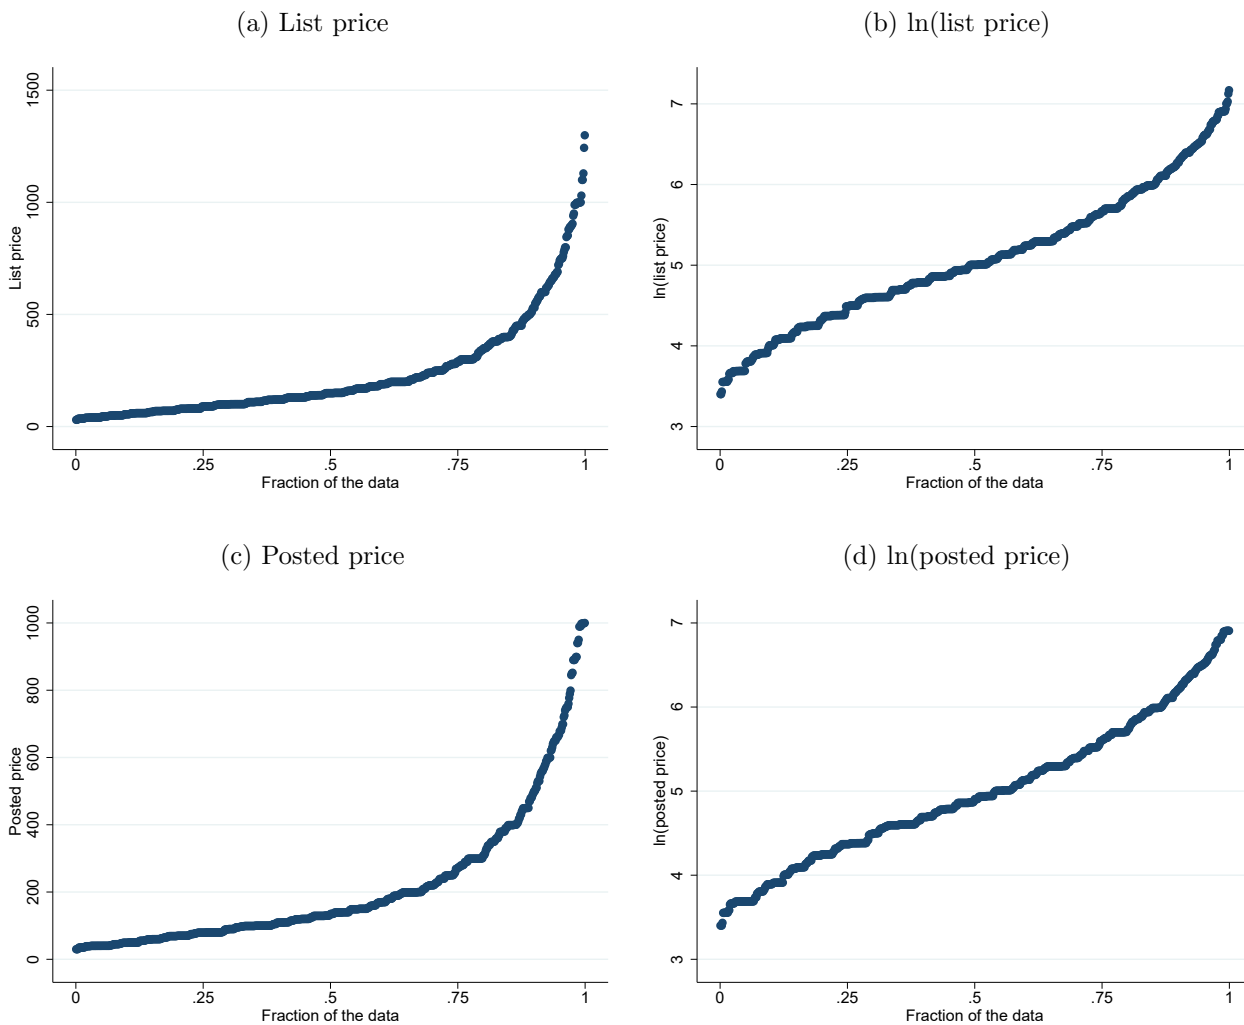 (a) List price
1500
1000
500
0
List price
0 .25 .5 .75 1
Fraction of the data
(b) ln(list price)
7
6
5
4
3
ln(list price)
0 .25 .5 .75 1
Fraction of the data
(c) Posted price
1000
800
600
400
200
0
Posted price
0 .25 .5 .75 1
Fraction of the data
(d) ln(posted price)
7
6
5
4
3
ln(posted price)
0 .25 .5 .75 1
Fraction of the data